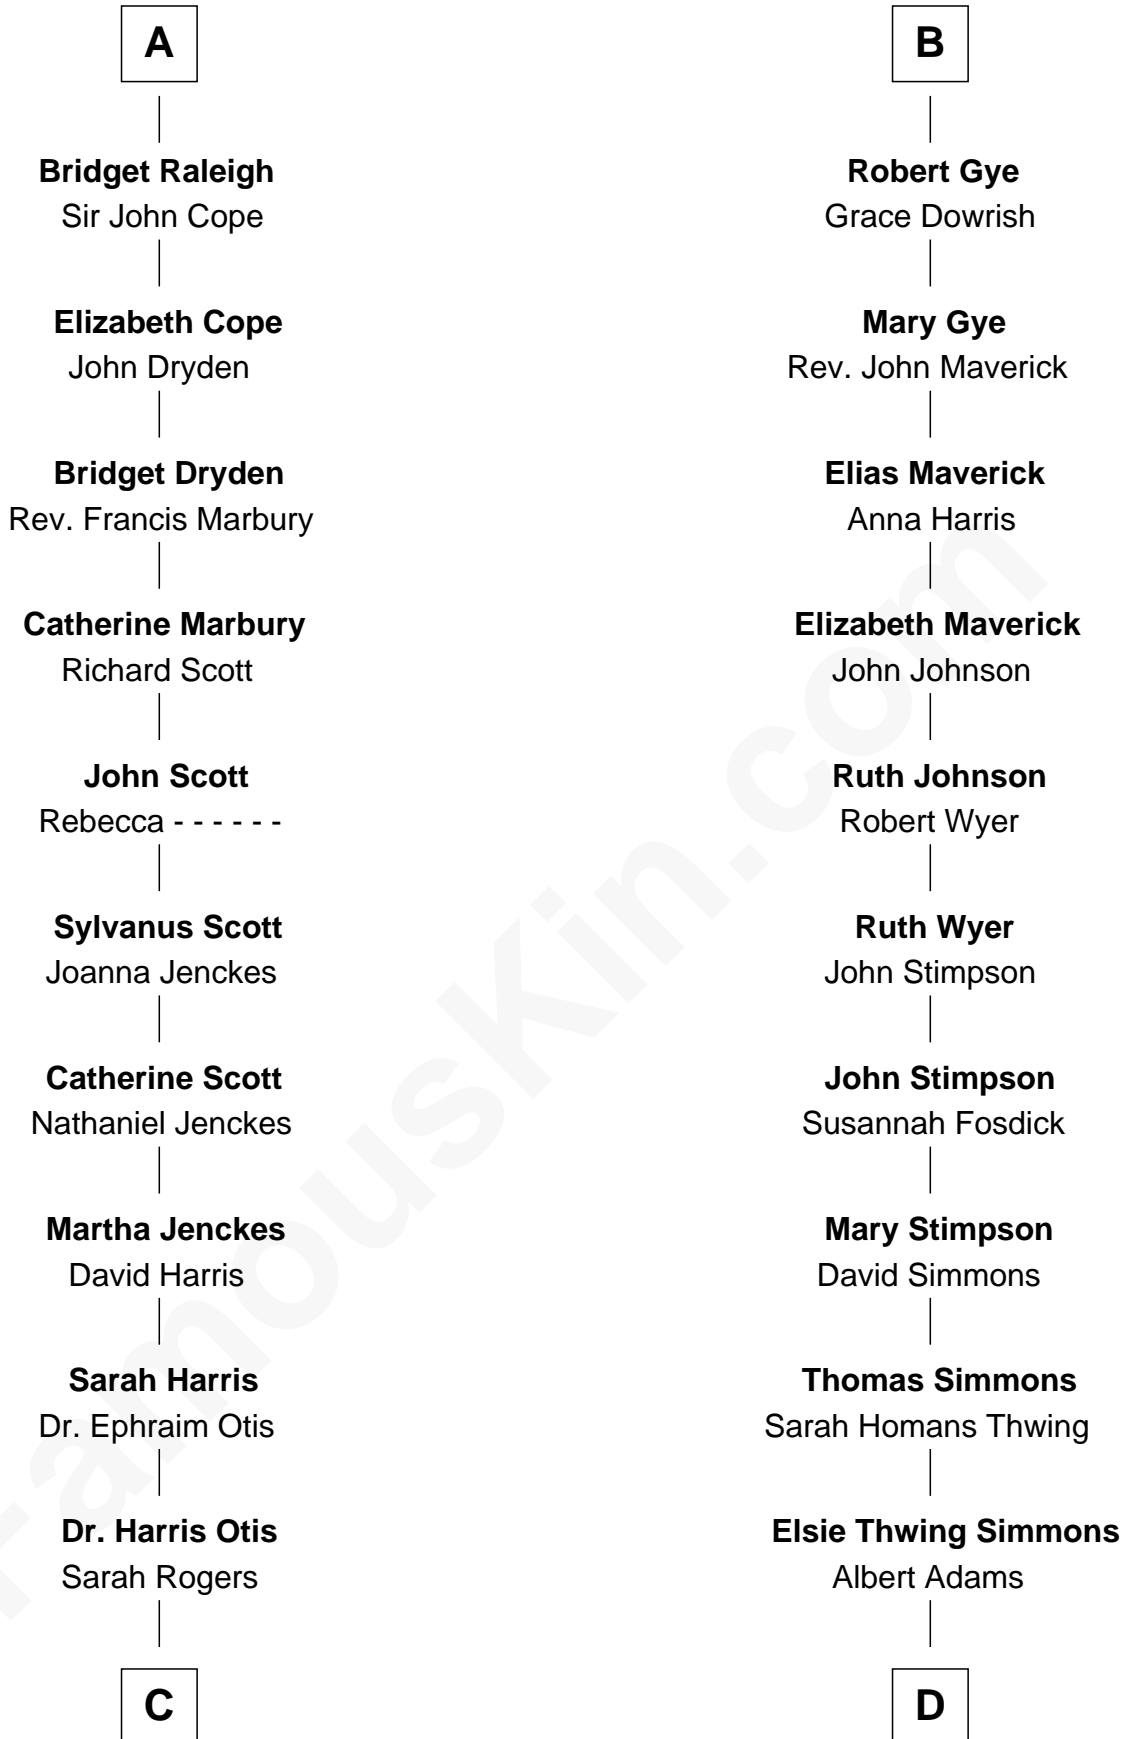 A
Bridget Raleigh
Sir John Cope
Elizabeth Cope
John Dryden
Bridget Dryden
Rev. Francis Marbury
Catherine Marbury
Richard Scott
John Scott
Rebecca - - - - - -
Sylvanus Scott
Joanna Jenckes
Catherine Scott
Nathaniel Jenckes
Martha Jenckes
David Harris
Sarah Harris
Dr. Ephraim Otis
Dr. Harris Otis
Sarah Rogers
C
B
Robert Gye
Grace Dowrish
Mary Gye
Rev. John Maverick
Elias Maverick
Anna Harris
Elizabeth Maverick
John Johnson
Ruth Johnson
Robert Wyer
Ruth Wyer
John Stimpson
John Stimpson
Susannah Fosdick
Mary Stimpson
David Simmons
Thomas Simmons
Sarah Homans Thwing
Elsie Thwing Simmons
Albert Adams
D
FamousKin.com